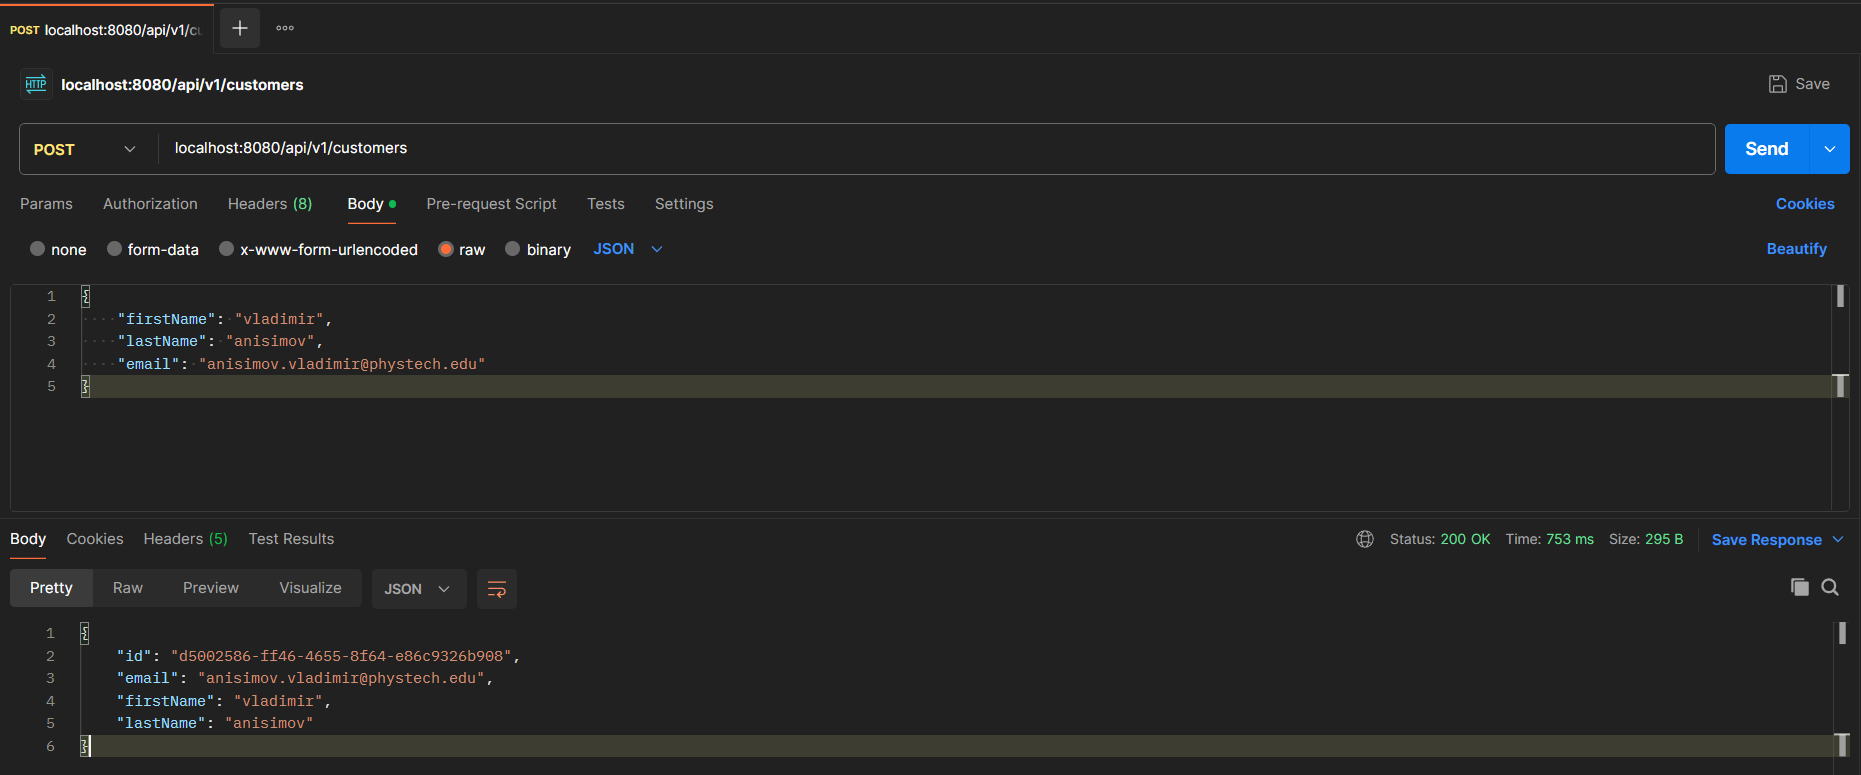 POST localhost:8080/api/v1/cu
HTTP localhost:8080/api/v1/customers Save
POST localhost:8080/api/v1/customers Send
Params Authorization Headers (8) Body Pre-request Script Tests Settings Cookies
none form-data x-www-form-urlencoded raw binary JSON Beautify
1 {
2 "firstName": "vladimir",
3 "lastName": "anisimov",
4 "email": "anisimov.vladimir@phystech.edu"
5 }
Body Cookies Headers (5) Test Results Status: 200 OK Time: 753 ms Size: 295 B Save Response
Pretty Raw Preview Visualize JSON
1 {
2 "id": "d5002586-ff46-4655-8f64-e86c9326b908",
3 "email": "anisimov.vladimir@phystech.edu",
4 "firstName": "vladimir",
5 "lastName": "anisimov"
6 }